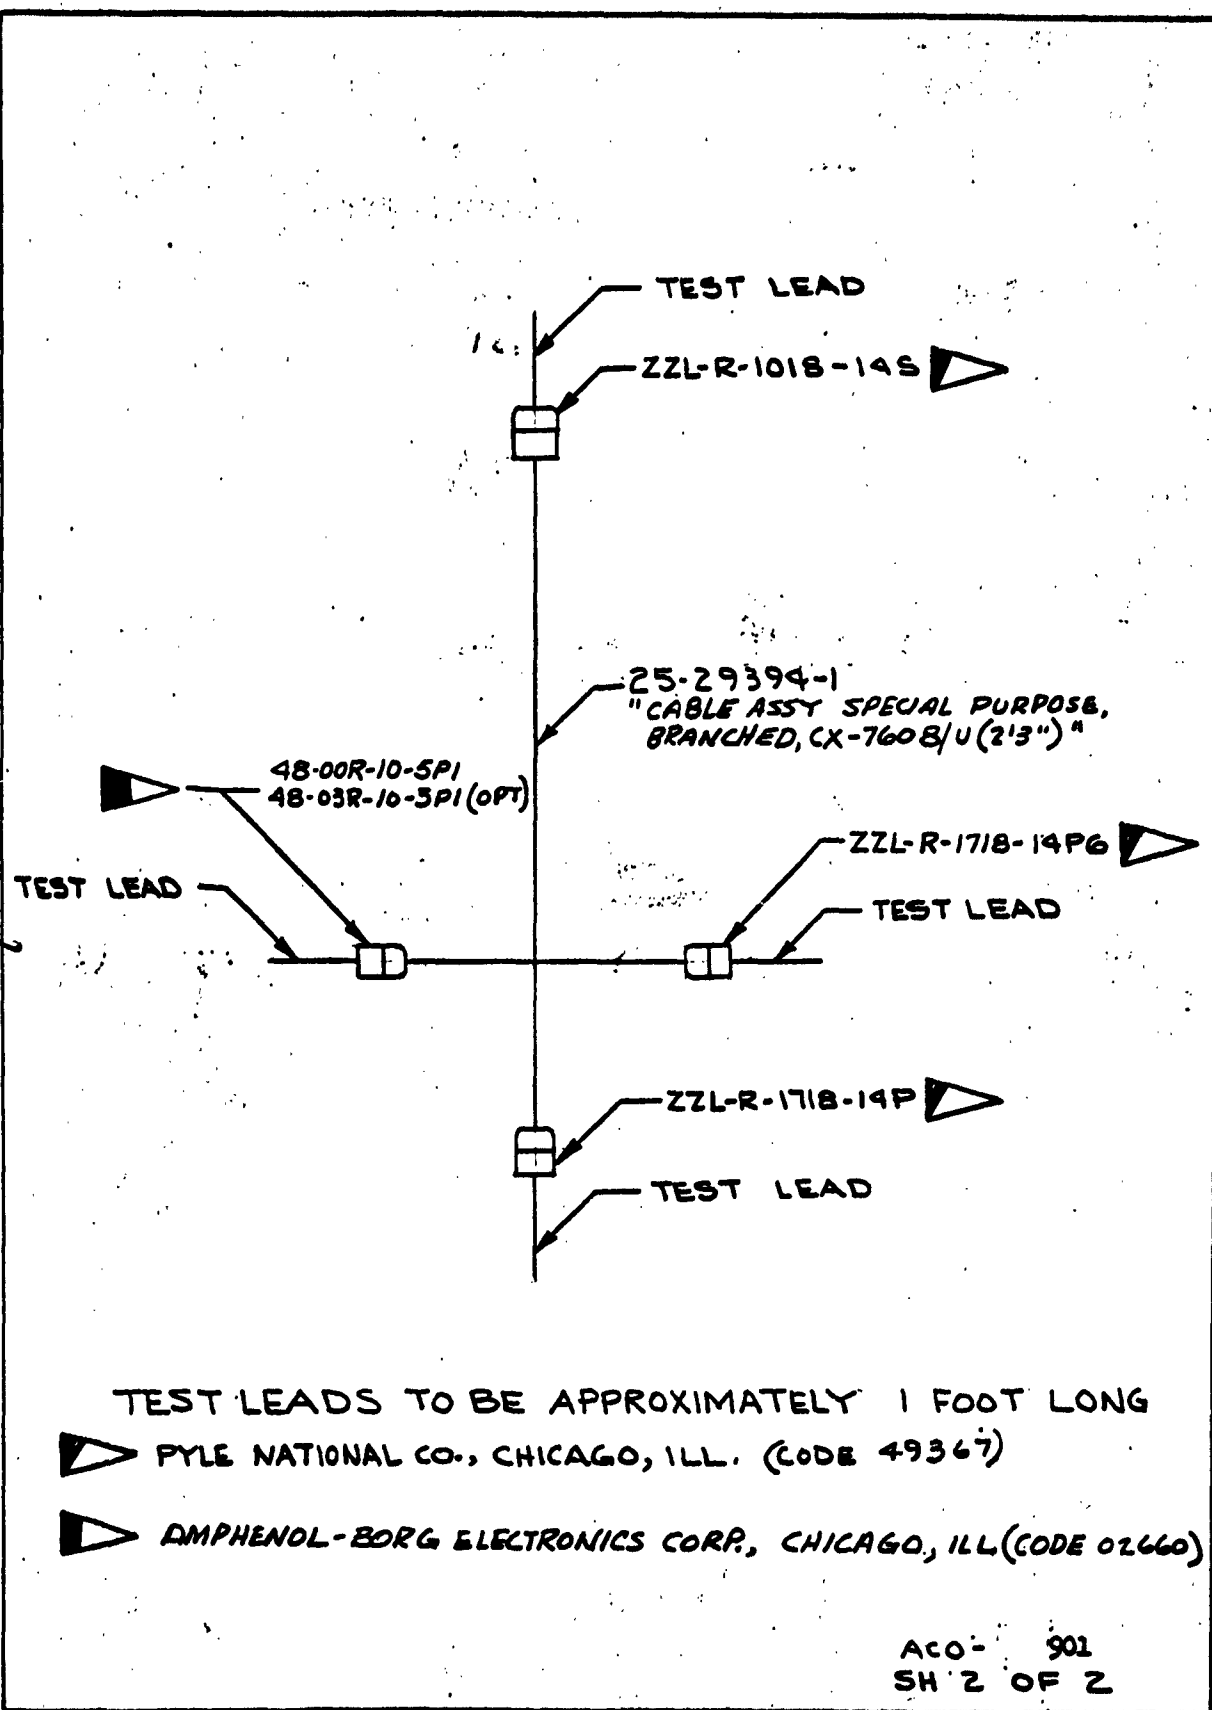 TEST LEAD
ZZL-R-1018-14S
25-29394-1
"CABLE ASSY SPECIAL PURPOSE,
BRANCHED, CX-7608/U (2'3")"
48-00R-10-5P1
48-03R-10-5P1 (OPT)
ZZL-R-1718-14P6
TEST LEAD
TEST LEAD
ZZL-R-1718-14P
TEST LEAD
TEST LEADS TO BE APPROXIMATELY 1 FOOT LONG
PYLE NATIONAL CO., CHICAGO, ILL. (CODE 49367)
AMPHENOL-BORG ELECTRONICS CORP., CHICAGO, ILL (CODE 02660)
ACO- 901
SH 2 OF 2